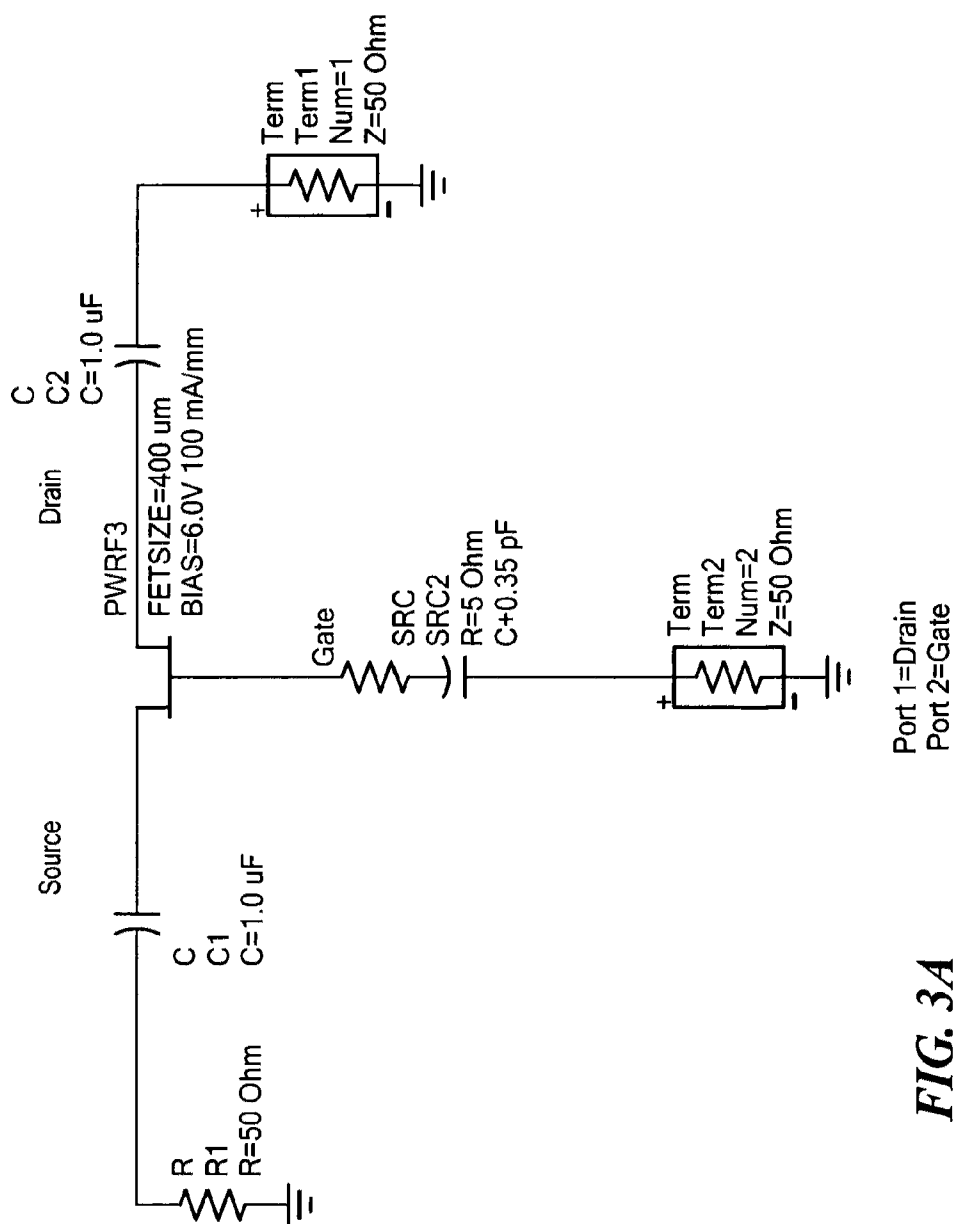 Source
Drain
C
C2
C=1.0 uF
PWRF3
FETSIZE=400 um
BIAS=6.0V 100 mA/mm
Term
Term1
Num=1
Z=50 Ohm
+
-
R
R1
R=50 Ohm
C
C1
C=1.0 uF
Gate
SRC
SRC2
R=5 Ohm
C+0.35 pF
Term
Term2
Num=2
Z=50 Ohm
+
-
Port 1=Drain
Port 2=Gate
FIG. 3A